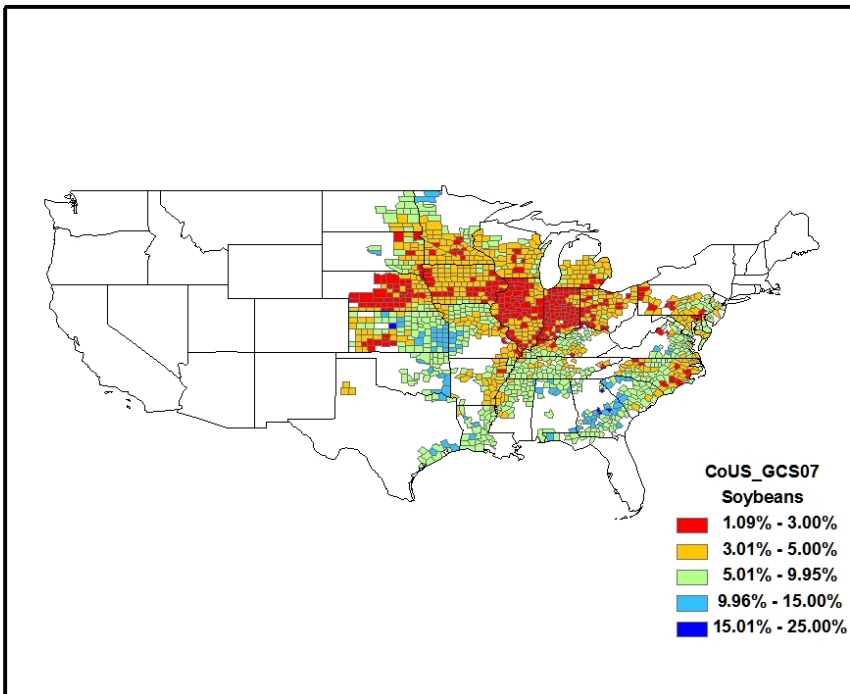 CoUS_GCS07
Soybeans
1.09% - 3.00%
3.01% - 5.00%
5.01% - 9.95%
9.96% - 15.00%
15.01% - 25.00%